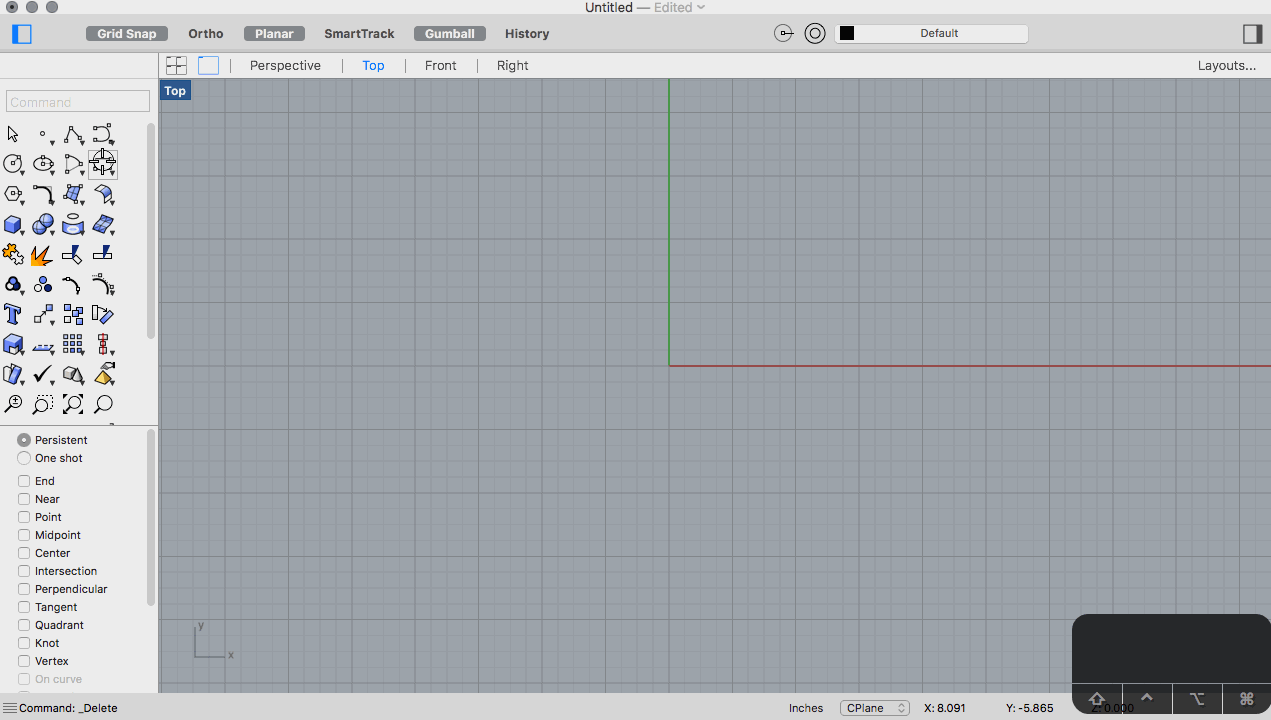 Untitled — Edited
Grid Snap Ortho Planar SmartTrack Gumball History Default
Perspective Top Front Right Layouts...
Top
Command
Persistent
One shot
End
Near
Point
Midpoint
Center
Intersection
Perpendicular
Tangent
Quadrant
Knot
Vertex
On curve
y
x
Command: _Delete Inches CPlane X: 8.091 Y: -5.865 Z: 0.000